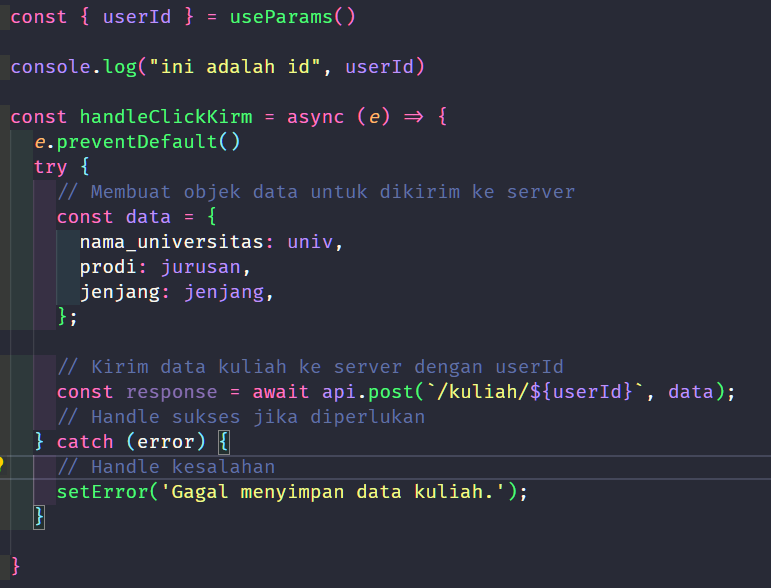 const { userId } = useParams()
console.log("ini adalah id", userId)
const handleClickKirm = async (e) => {
e.preventDefault()
try {
// Membuat objek data untuk dikirim ke server
const data = {
nama_universitas: univ,
prodi: jurusan,
jenjang: jenjang,
};
// Kirim data kuliah ke server dengan userId
const response = await api.post(`/kuliah/${userId}`, data);
// Handle sukses jika diperlukan
} catch (error) {
// Handle kesalahan
setError('Gagal menyimpan data kuliah.');
}
}